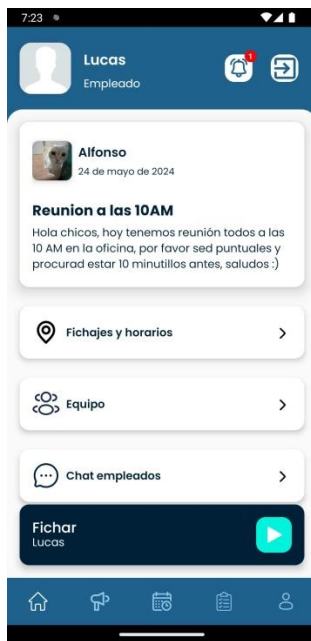 7:23
Lucas
Empleado
1
Alfonso
24 de mayo de 2024
Reunion a las 10AM
Hola chicos, hoy tenemos reunión todos a las
10 AM en la oficina, por favor sed puntuales y
procurad estar 10 minutillos antes, saludos :)
Fichajes y horarios
Equipo
Chat empleados
Fichar
Lucas